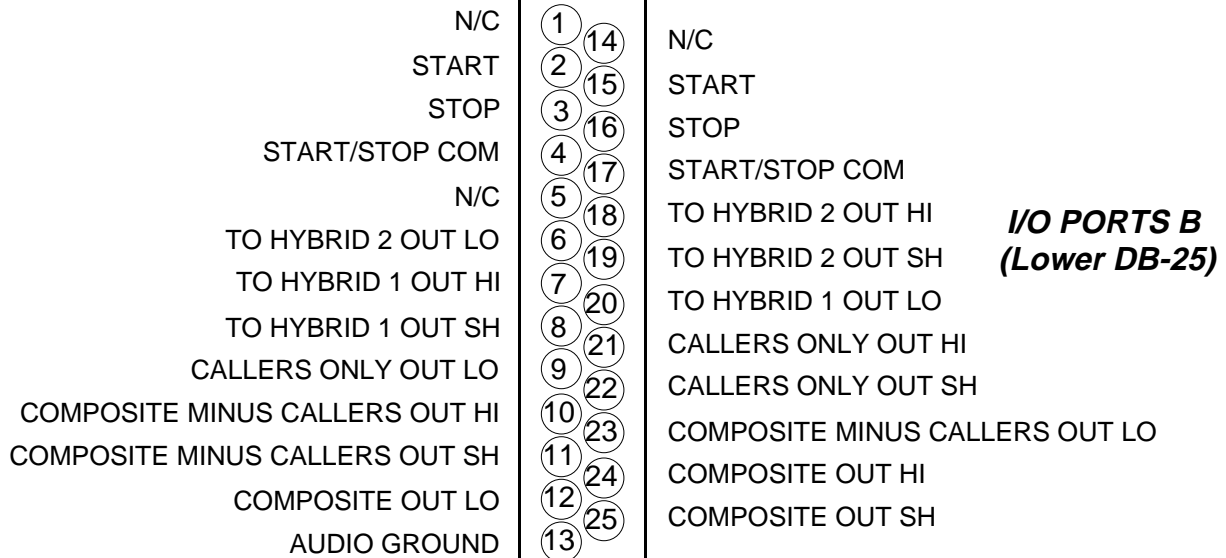 N/C 1
14 N/C
START 2
15 START
STOP 3
16 STOP
START/STOP COM 4
17 START/STOP COM
N/C 5
18 TO HYBRID 2 OUT HI
TO HYBRID 2 OUT LO 6
19 TO HYBRID 2 OUT SH
TO HYBRID 1 OUT HI 7
20 TO HYBRID 1 OUT LO
TO HYBRID 1 OUT SH 8
21 CALLERS ONLY OUT HI
CALLERS ONLY OUT LO 9
22 CALLERS ONLY OUT SH
COMPOSITE MINUS CALLERS OUT HI 10
23 COMPOSITE MINUS CALLERS OUT LO
COMPOSITE MINUS CALLERS OUT SH 11
24 COMPOSITE OUT HI
COMPOSITE OUT LO 12
25 COMPOSITE OUT SH
AUDIO GROUND 13
I/O PORTS B
(Lower DB-25)